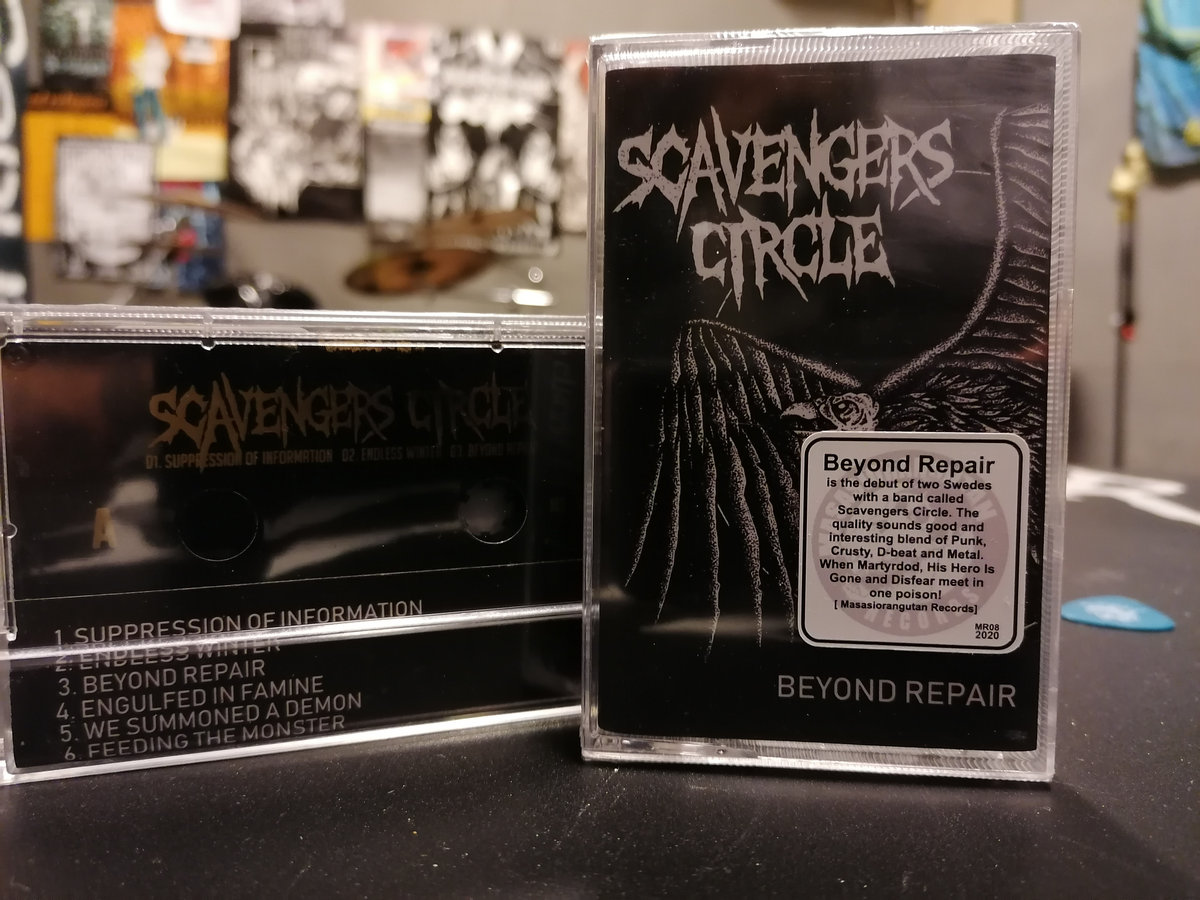 SCAVENGERS CIRCLE
01. SUPPRESSION OF INFORMATION 02. ENDLESS WINTER 03. BEYOND
A
1. SUPPRESSION OF INFORMATION
2. ENDLESS WINTER
3. BEYOND REPAIR
4. ENGULFED IN FAMINE
5. WE SUMMONED A DEMON
6. FEEDING THE MONSTER
SCAVENGERS
CIRCLE
Beyond Repair
is the debut of two Swedes
with a band called
Scavengers Circle. The
quality sounds good and
interesting blend of Punk,
Crusty, D-beat and Metal.
When Martyrdod, His Hero Is
Gone and Disfear meet in
one poison!
[ Masasiorangutan Records]
MR08
2020
RECORDS
BEYOND REPAIR